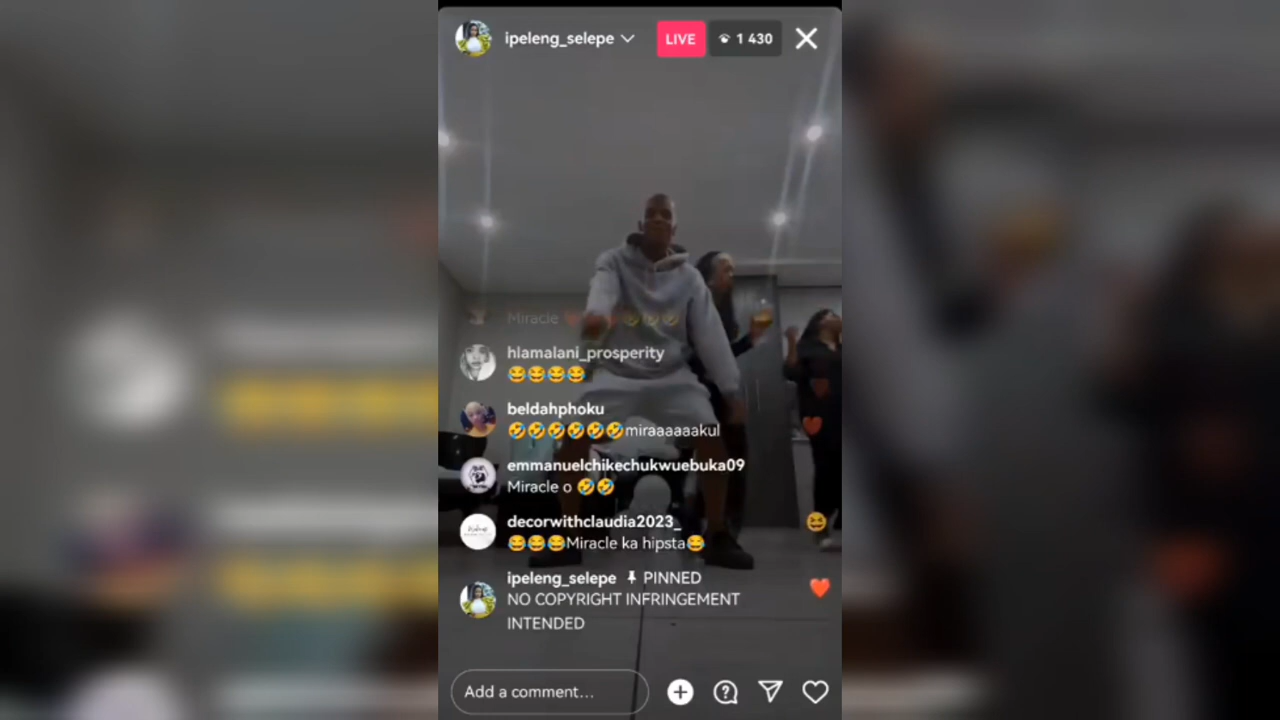 ipeleng_selepe
LIVE
1 430
Miracle ❤️❤️❤️🤣🤣🤣
hlamalani_prosperity
😂😂😂😂
beldahphoku
🤣🤣🤣🤣🤣🤣miraaaaaakul
emmanuelchikechukwuebuka09
Miracle o 🤣🤣
decorwithclaudia2023_
😂😂😂Miracle ka hipsta😂
ipeleng_selepe PINNED
NO COPYRIGHT INFRINGEMENT
INTENDED
Add a comment...